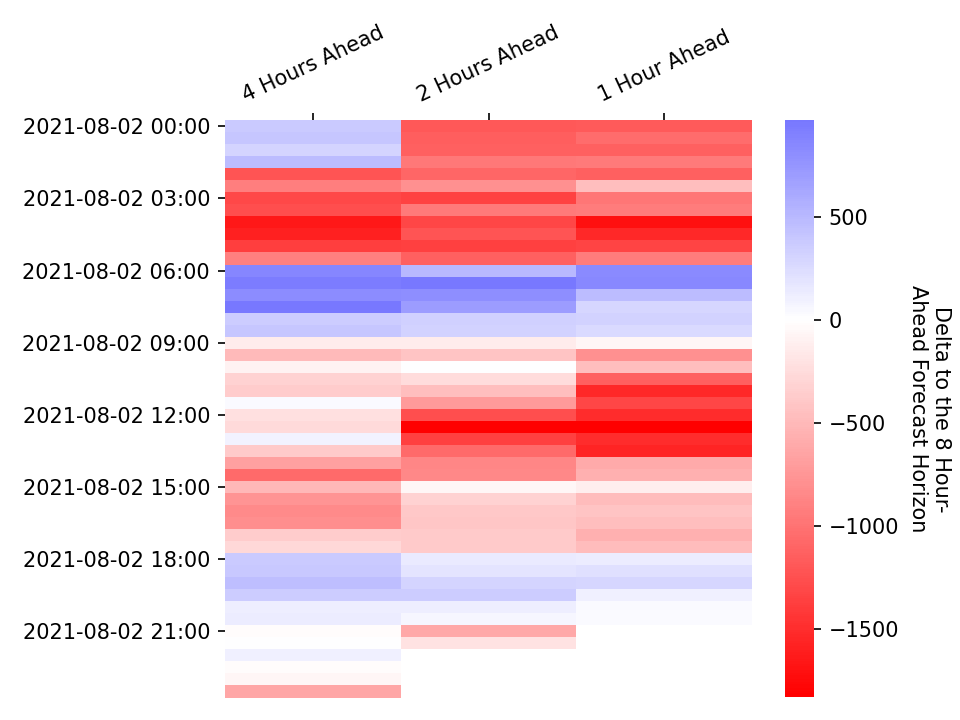 4 Hours Ahead
2 Hours Ahead
1 Hour Ahead
2021-08-02 00:00
2021-08-02 03:00
2021-08-02 06:00
2021-08-02 09:00
2021-08-02 12:00
2021-08-02 15:00
2021-08-02 18:00
2021-08-02 21:00
500
0
−500
−1000
−1500
Delta to the 8 Hour-
Ahead Forecast Horizon